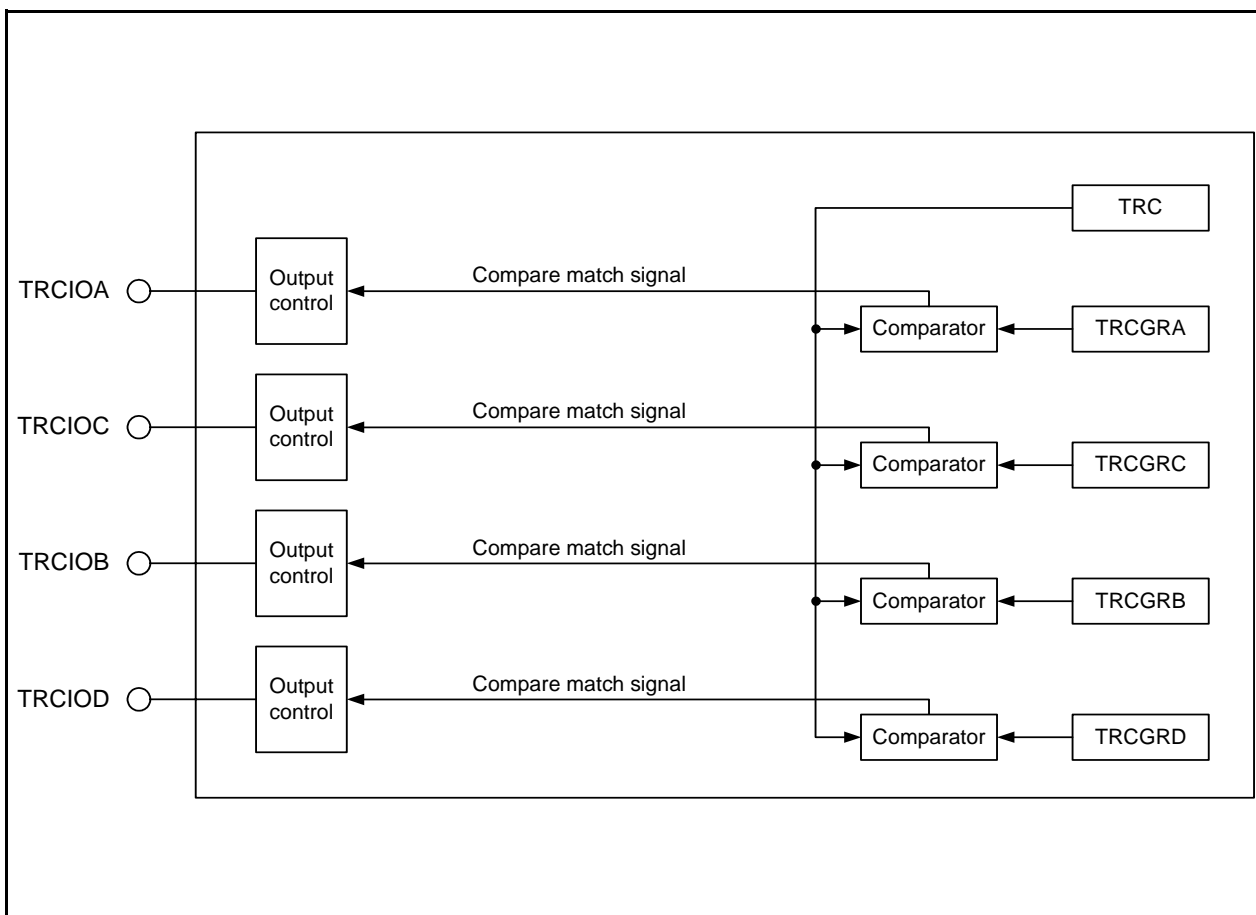 TRC
TRCIOA
Output
control
Compare match signal
Comparator
TRCGRA
TRCIOC
Output
control
Compare match signal
Comparator
TRCGRC
TRCIOB
Output
control
Compare match signal
Comparator
TRCGRB
TRCIOD
Output
control
Compare match signal
Comparator
TRCGRD